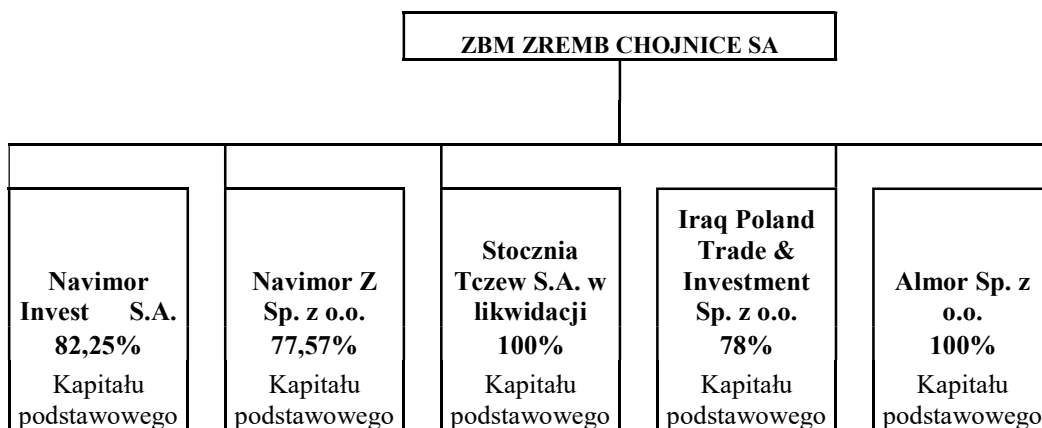 ZBM ZREMB CHOJNICE SA
Navimor
Invest S.A.
82,25%
Kapitału
podstawowego
Navimor Z
Sp. z o.o.
77,57%
Kapitału
podstawowego
Stocznia
Tczew S.A. w
likwidacji
100%
Kapitału
podstawowego
Iraq Poland
Trade &
Investment
Sp. z o.o.
78%
Kapitału
podstawowego
Almor Sp. z
o.o.
100%
Kapitału
podstawowego